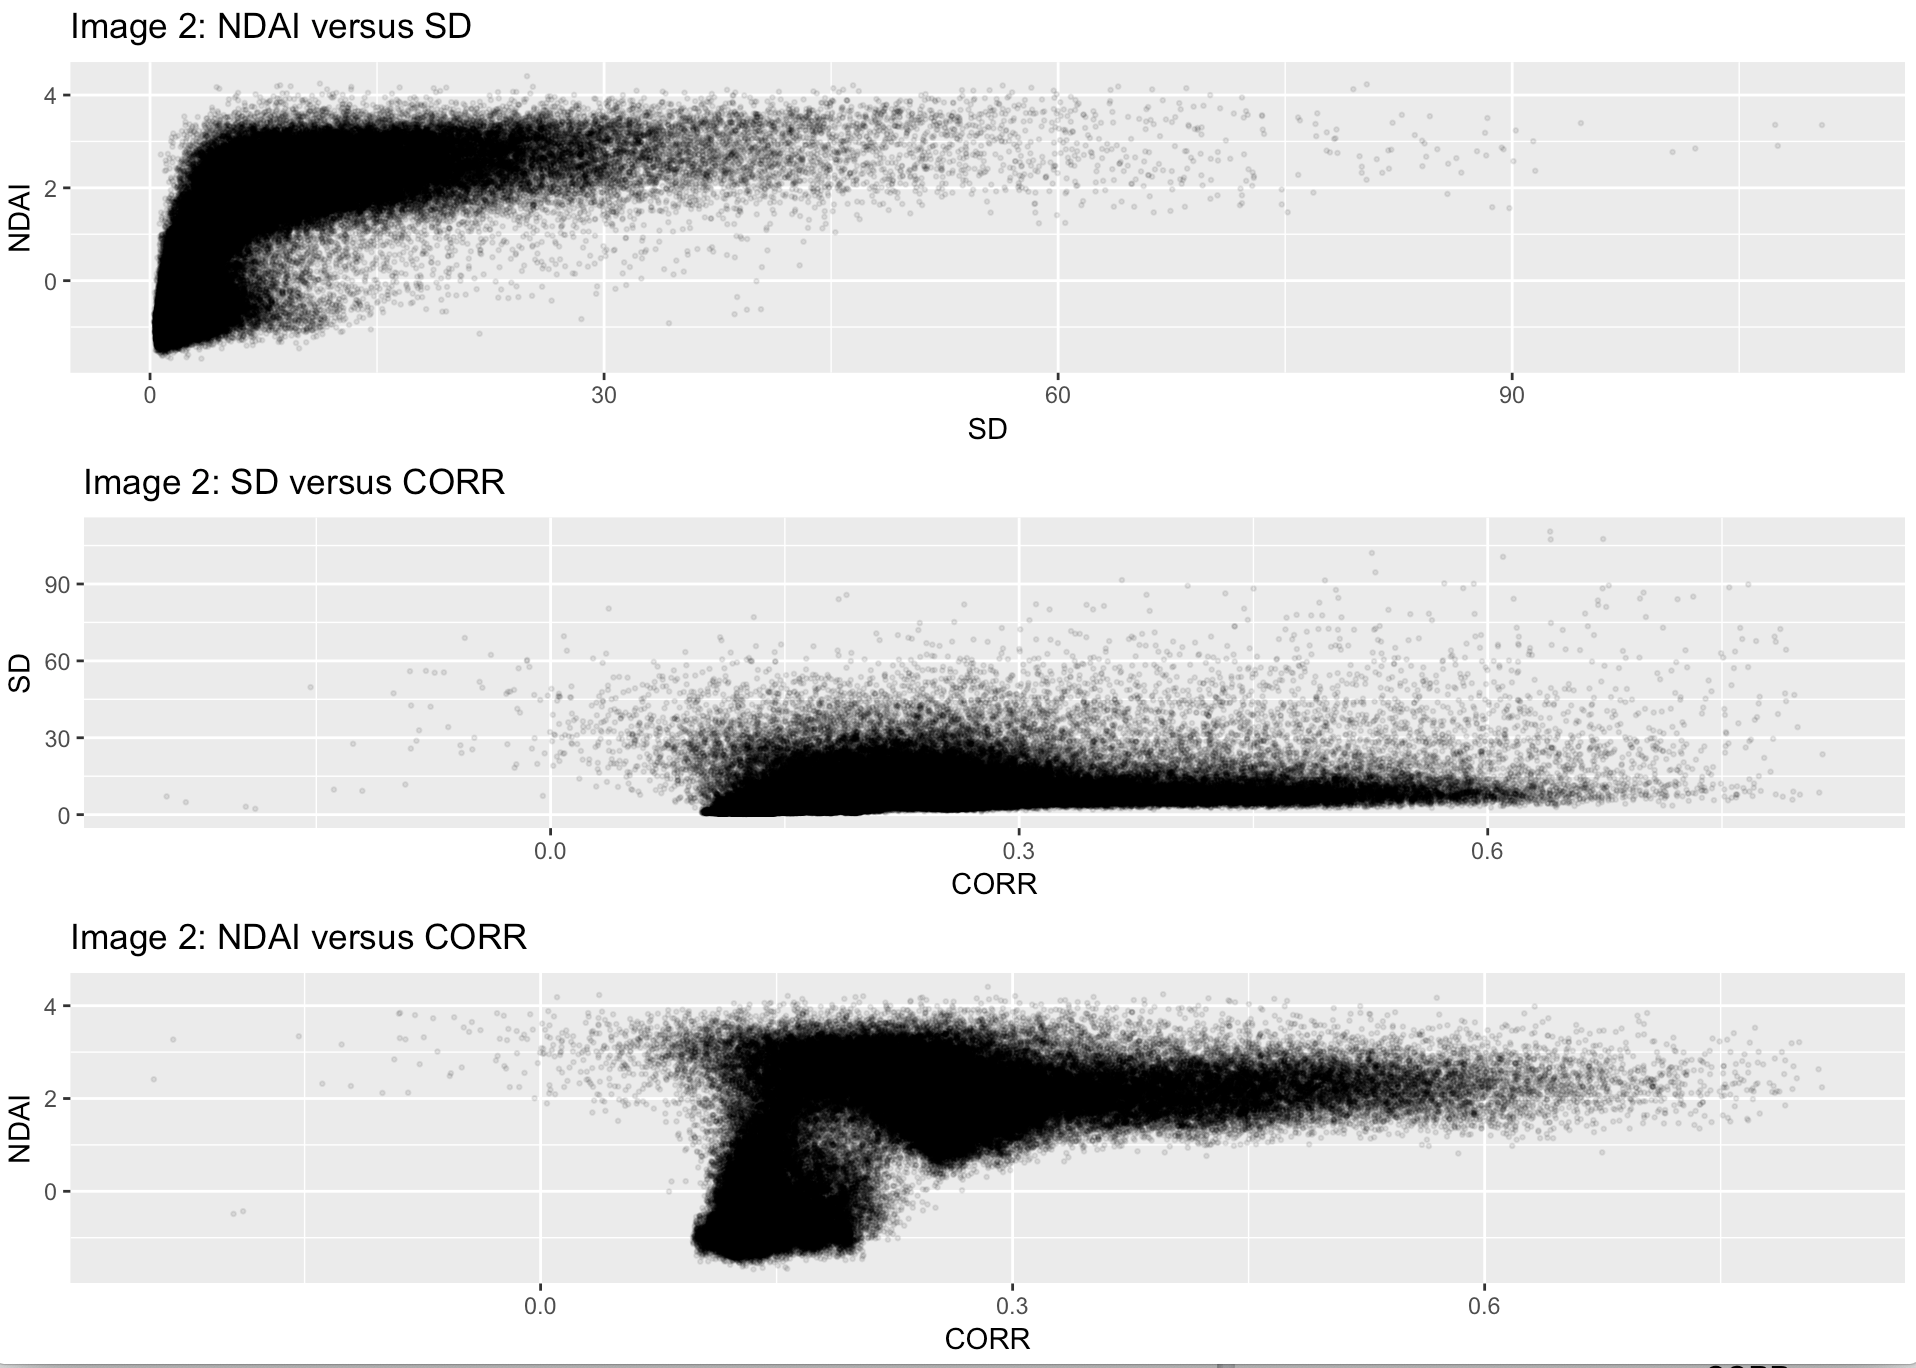 Image 2: NDAI versus SD
4
2
0
NDAI
0 30 60 90
SD
Image 2: SD versus CORR
90
60
30
0
SD
0.0 0.3 0.6
CORR
Image 2: NDAI versus CORR
4
2
0
NDAI
0.0 0.3 0.6
CORR